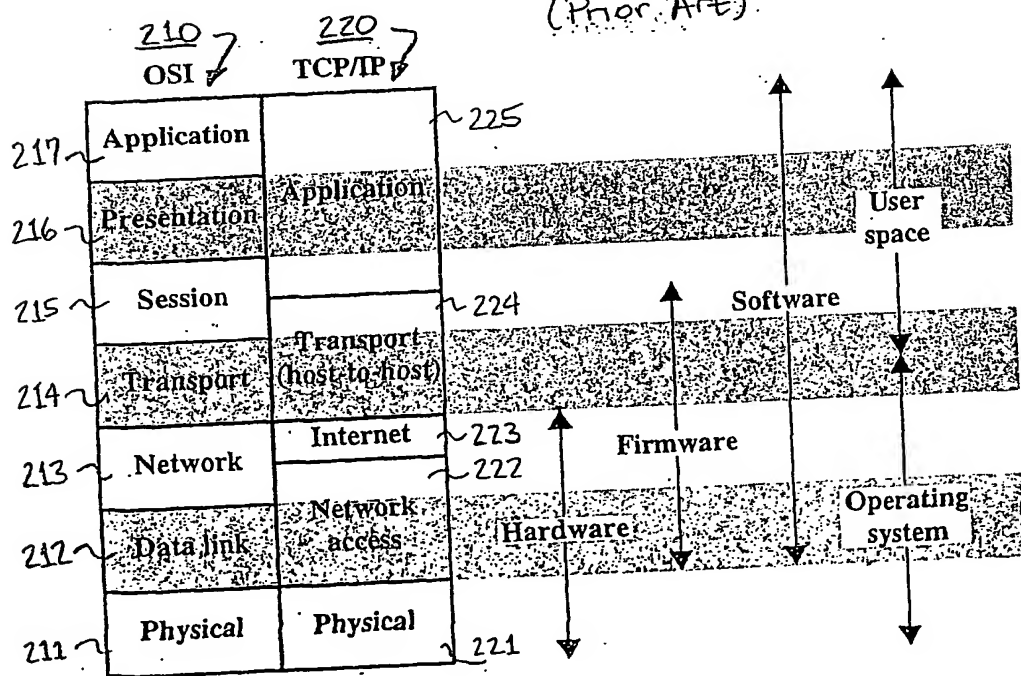 (Prior Art)
210 220
OSI TCP/IP
217 Application 225
216 Presentation Application User space
215 Session 224 Software
214 Transport Transport (host-to-host)
Internet 223
213 Network 222 Firmware
212 Data link Network access Hardware Operating system
211 Physical Physical 221